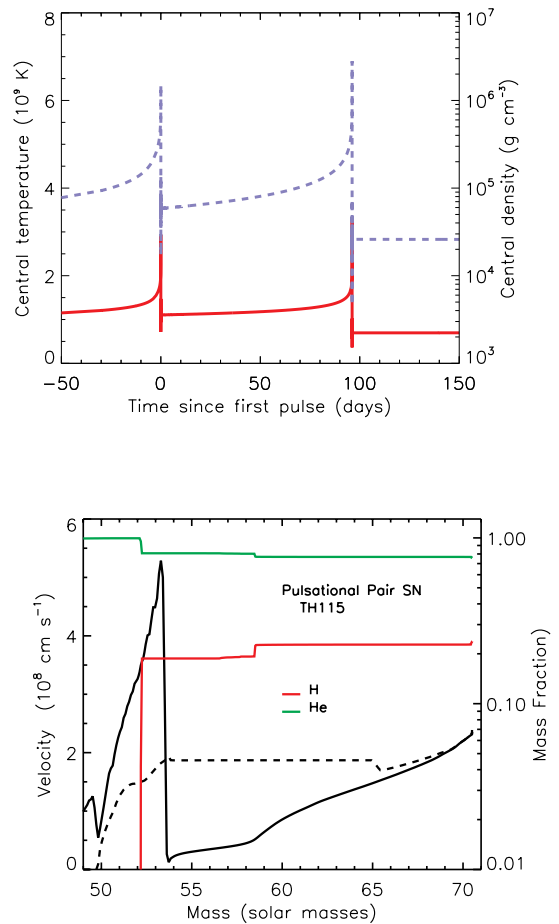 8
6
4
2
0
Central temperature (10⁹ K)
10⁷
10⁶
10⁵
10⁴
10³
Central density (g cm⁻³)
−50 0 50 100 150
Time since first pulse (days)
6
4
2
0
Velocity (10⁸ cm s⁻¹)
Pulsational Pair SN
TH115
H
He
1.00
0.10
0.01
Mass Fraction)
50 55 60 65 70
Mass (solar masses)